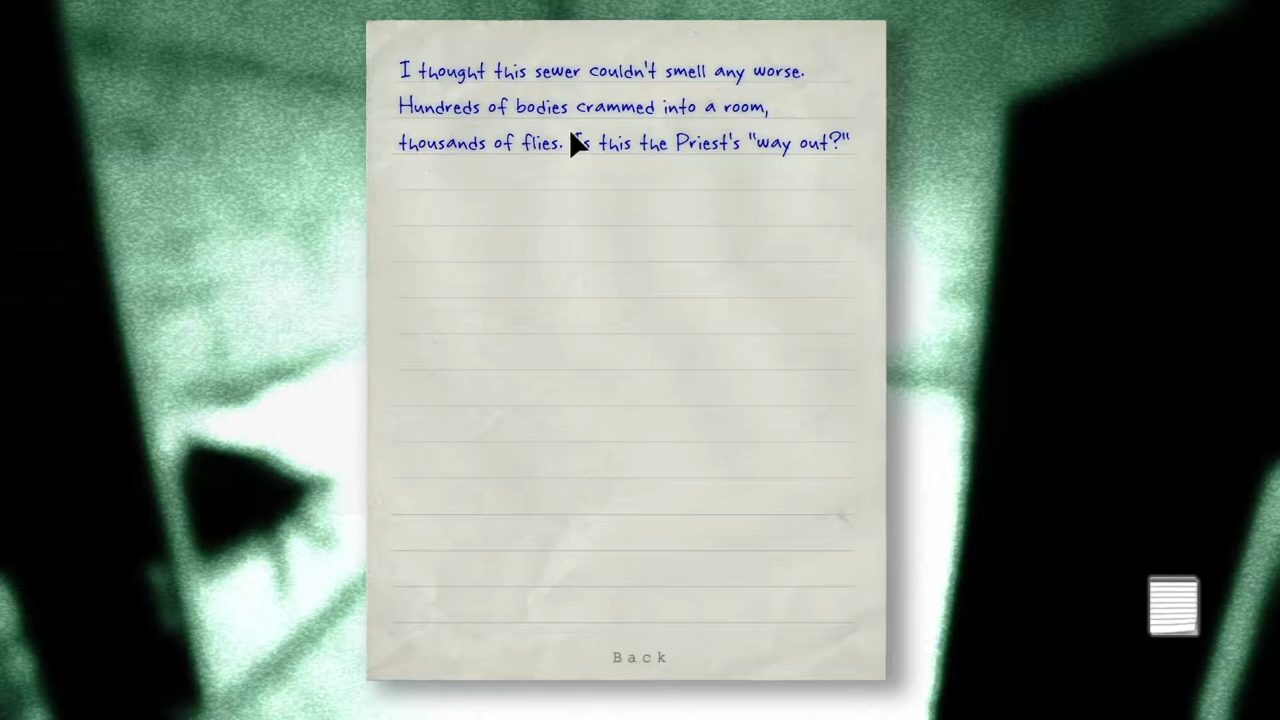 I thought this sewer couldn't smell any worse.
Hundreds of bodies crammed into a room,
thousands of flies. Is this the Priest's "way out?"
Back